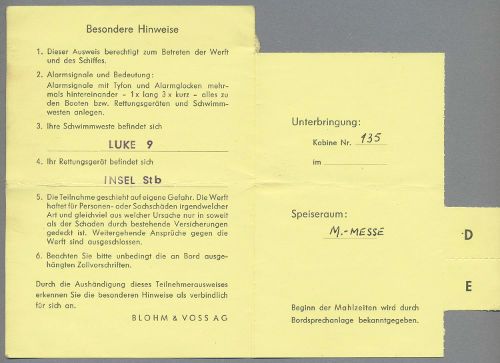 Besondere Hinweise
1. Dieser Ausweis berechtigt zum Betreten der Werft
und des Schiffes.
2. Alarmsignale und Bedeutung:
Alarmsignale mit Tyfon und Alarmglocken mehr-
mals hintereinander - 1 x lang 3 x kurz - alles zu
den Booten bzw. Rettungsgeräten und Schwimm-
westen anlegen.
3. Ihre Schwimmweste befindet sich
LUKE 9
4. Ihr Rettungsgerät befindet sich
INSEL Stb
5. Die Teilnahme geschieht auf eigene Gefahr. Die Werft
haftet für Personen- oder Sachschäden irgendwelcher
Art und gleichviel aus welcher Ursache nur in soweit
als der Schaden durch bestehende Versicherungen
gedeckt ist. Weitergehende Ansprüche gegen die
Werft sind ausgeschlossen.
6. Beachten Sie bitte unbedingt die an Bord ausge-
hängten Zollvorschriften.
Durch die Aushändigung dieses Teilnehmerausweises
erkennen Sie die besonderen Hinweise als verbindlich
für sich an.
BLOHM & VOSS AG
Unterbringung:
Kabine Nr. 135
im
Speiseraum:
M.-MESSE
Beginn der Mahlzeiten wird durch
Bordsprechanlage bekanntgegeben.
D
E